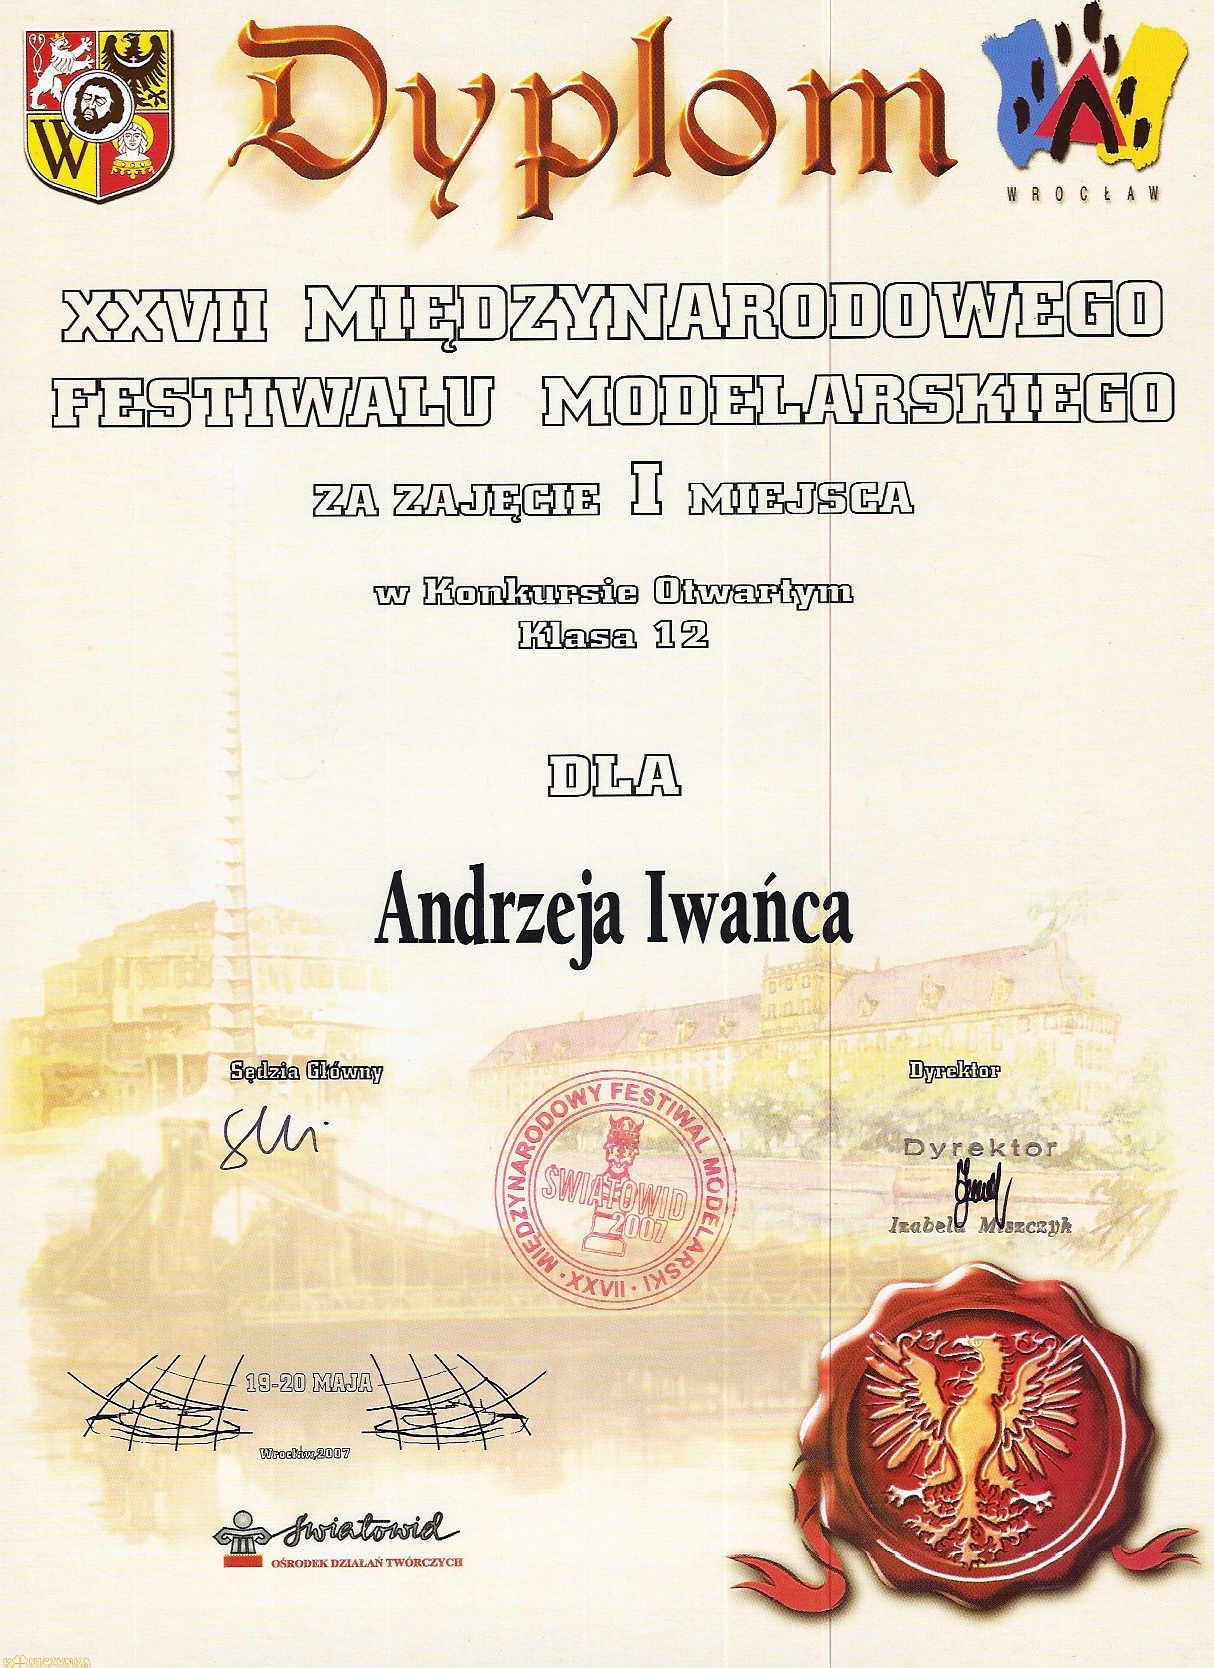 Dyplom
W
WROCŁAW
XXVII MIĘDZYNARODOWEGO
FESTIWALU MODELARSKIEGO
ZA ZAJĘCIE I MIEJSCA
w Konkursie Otwartym
Klasa 12
DLA
Andrzeja Iwańca
Sędzia Główny
Dyrektor
Dyrektor
Izabela Miszczyk
MIĘDZYNARODOWY FESTIWAL MODELARSKI
ŚWIATOWID
2007
XXVII
19-20 MAJA
Wrocław,2007
Światowid
OŚRODEK DZIAŁAŃ TWÓRCZYCH